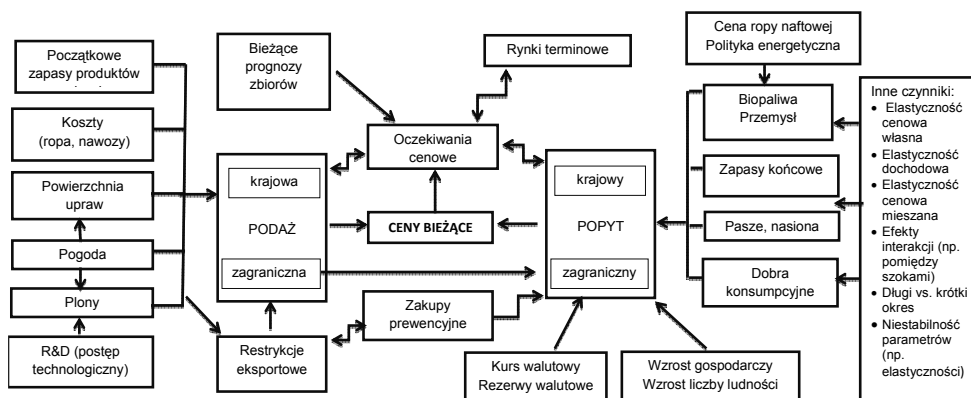 Początkowe
zapasy produktów
Koszty
(ropa, nawozy)
Powierzchnia
upraw
Pogoda
Plony
R&D (postęp
technologiczny)
Bieżące
prognozy
zbiorów
krajowa
PODAŻ
zagraniczna
Restrykcje
eksportowe
Rynki terminowe
Oczekiwania
cenowe
CENY BIEŻĄCE
Zakupy
prewencyjne
krajowy
POPYT
zagraniczny
Kurs walutowy
Rezerwy walutowe
Wzrost gospodarczy
Wzrost liczby ludności
Cena ropy naftowej
Polityka energetyczna
Biopaliwa
Przemysł
Zapasy końcowe
Pasze, nasiona
Dobra
konsumpcyjne
Inne czynniki:
• Elastyczność
cenowa
własna
• Elastyczność
dochodowa
• Elastyczność
cenowa
mieszana
• Efekty
interakcji (np.
pomiędzy
szokami)
• Długi vs. krótki
okres
• Niestabilność
parametrów
(np.
elastyczności)